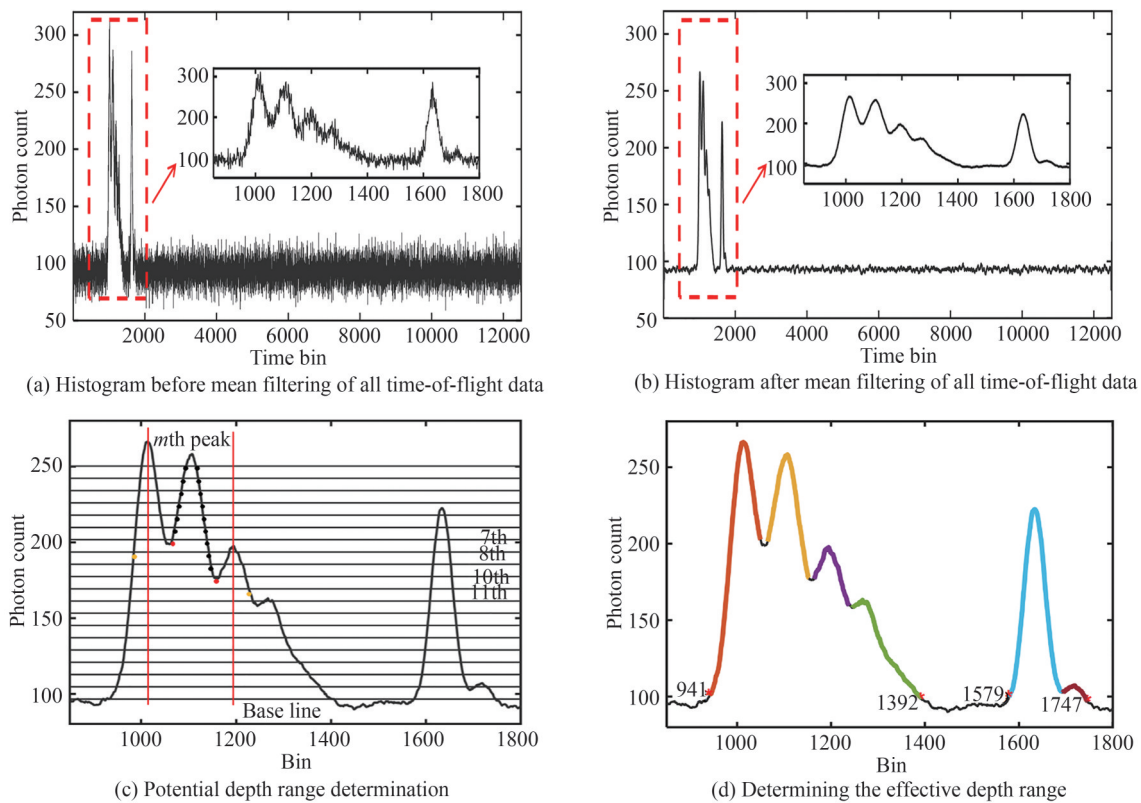 300
250
200
150
100
50
Photon count
300
200
100
1000 1200 1400 1600 1800
0 2000 4000 6000 8000 10000 12000
Time bin
(a) Histogram before mean filtering of all time-of-flight data
300
250
200
150
100
50
Photon count
300
200
100
1000 1200 1400 1600 1800
0 2000 4000 6000 8000 10000 12000
Time bin
(b) Histogram after mean filtering of all time-of-flight data
mth peak
250
200
150
100
Photon count
7th
8th
10th
11th
Base line
1000 1200 1400 1600 1800
Bin
(c) Potential depth range determination
250
200
150
100
Photon count
941
1392
1579
1747
1000 1200 1400 1600 1800
Bin
(d) Determining the effective depth range